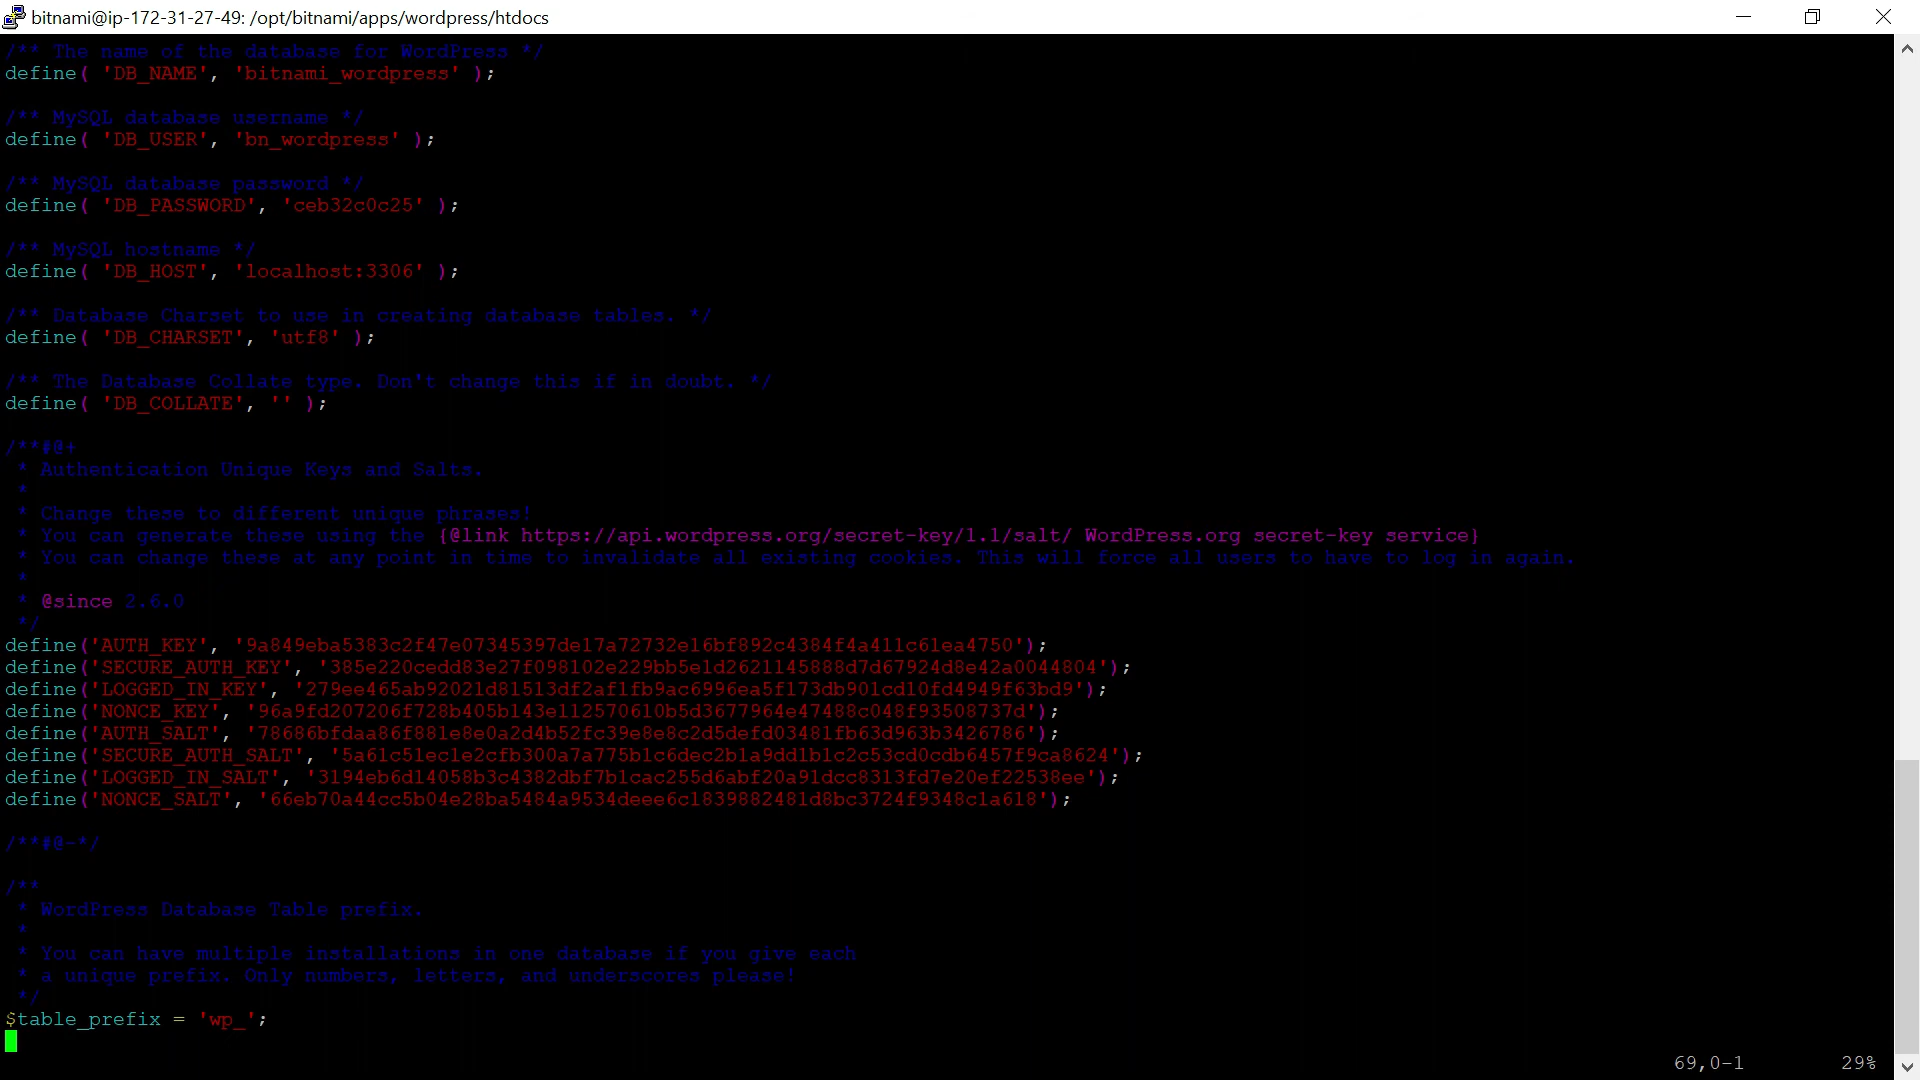 bitnami@ip-172-31-27-49: /opt/bitnami/apps/wordpress/htdocs
/** The name of the database for WordPress */
define( 'DB_NAME', 'bitnami_wordpress' );
/** MySQL database username */
define( 'DB_USER', 'bn_wordpress' );
/** MySQL database password */
define( 'DB_PASSWORD', 'ceb32c0c25' );
/** MySQL hostname */
define( 'DB_HOST', 'localhost:3306' );
/** Database Charset to use in creating database tables. */
define( 'DB_CHARSET', 'utf8' );
/** The Database Collate type. Don't change this if in doubt. */
define( 'DB_COLLATE', '' );
/**#@+
 * Authentication Unique Keys and Salts.
 *
 * Change these to different unique phrases!
 * You can generate these using the {@link https://api.wordpress.org/secret-key/1.1/salt/ WordPress.org secret-key service}
 * You can change these at any point in time to invalidate all existing cookies. This will force all users to have to log in again.
 *
 * @since 2.6.0
 */
define('AUTH_KEY', '9a849eba5383c2f47e07345397de17a72732e16bf892c4384f4a411c61ea4750');
define('SECURE_AUTH_KEY', '385e220cedd83e27f098102e229bb5e1d2621145888d7d67924d8e42a0044804');
define('LOGGED_IN_KEY', '279ee465ab92021d81513df2af1fb9ac6996ea5f173db901cd10fd4949f63bd9');
define('NONCE_KEY', '96a9fd207206f728b405b143e112570610b5d3677964e47488c048f93508737d');
define('AUTH_SALT', '78686bfdaa86f881e8e0a2d4b52fc39e8e8c2d5defd03481fb63d963b3426786');
define('SECURE_AUTH_SALT', '5a61c51ec1e2cfb300a7a775b1c6dec2b1a9dd1b1c2c53cd0cdb6457f9ca8624');
define('LOGGED_IN_SALT', '3194eb6d14058b3c4382dbf7b1cac255d6abf20a91dcc8313fd7e20ef22538ee');
define('NONCE_SALT', '66eb70a44cc5b04e28ba5484a9534deee6c1839882481d8bc3724f9348c1a618');
/**#@-*/
/**
 * WordPress Database Table prefix.
 *
 * You can have multiple installations in one database if you give each
 * a unique prefix. Only numbers, letters, and underscores please!
 */
$table_prefix = 'wp_';
69,0-1 29%